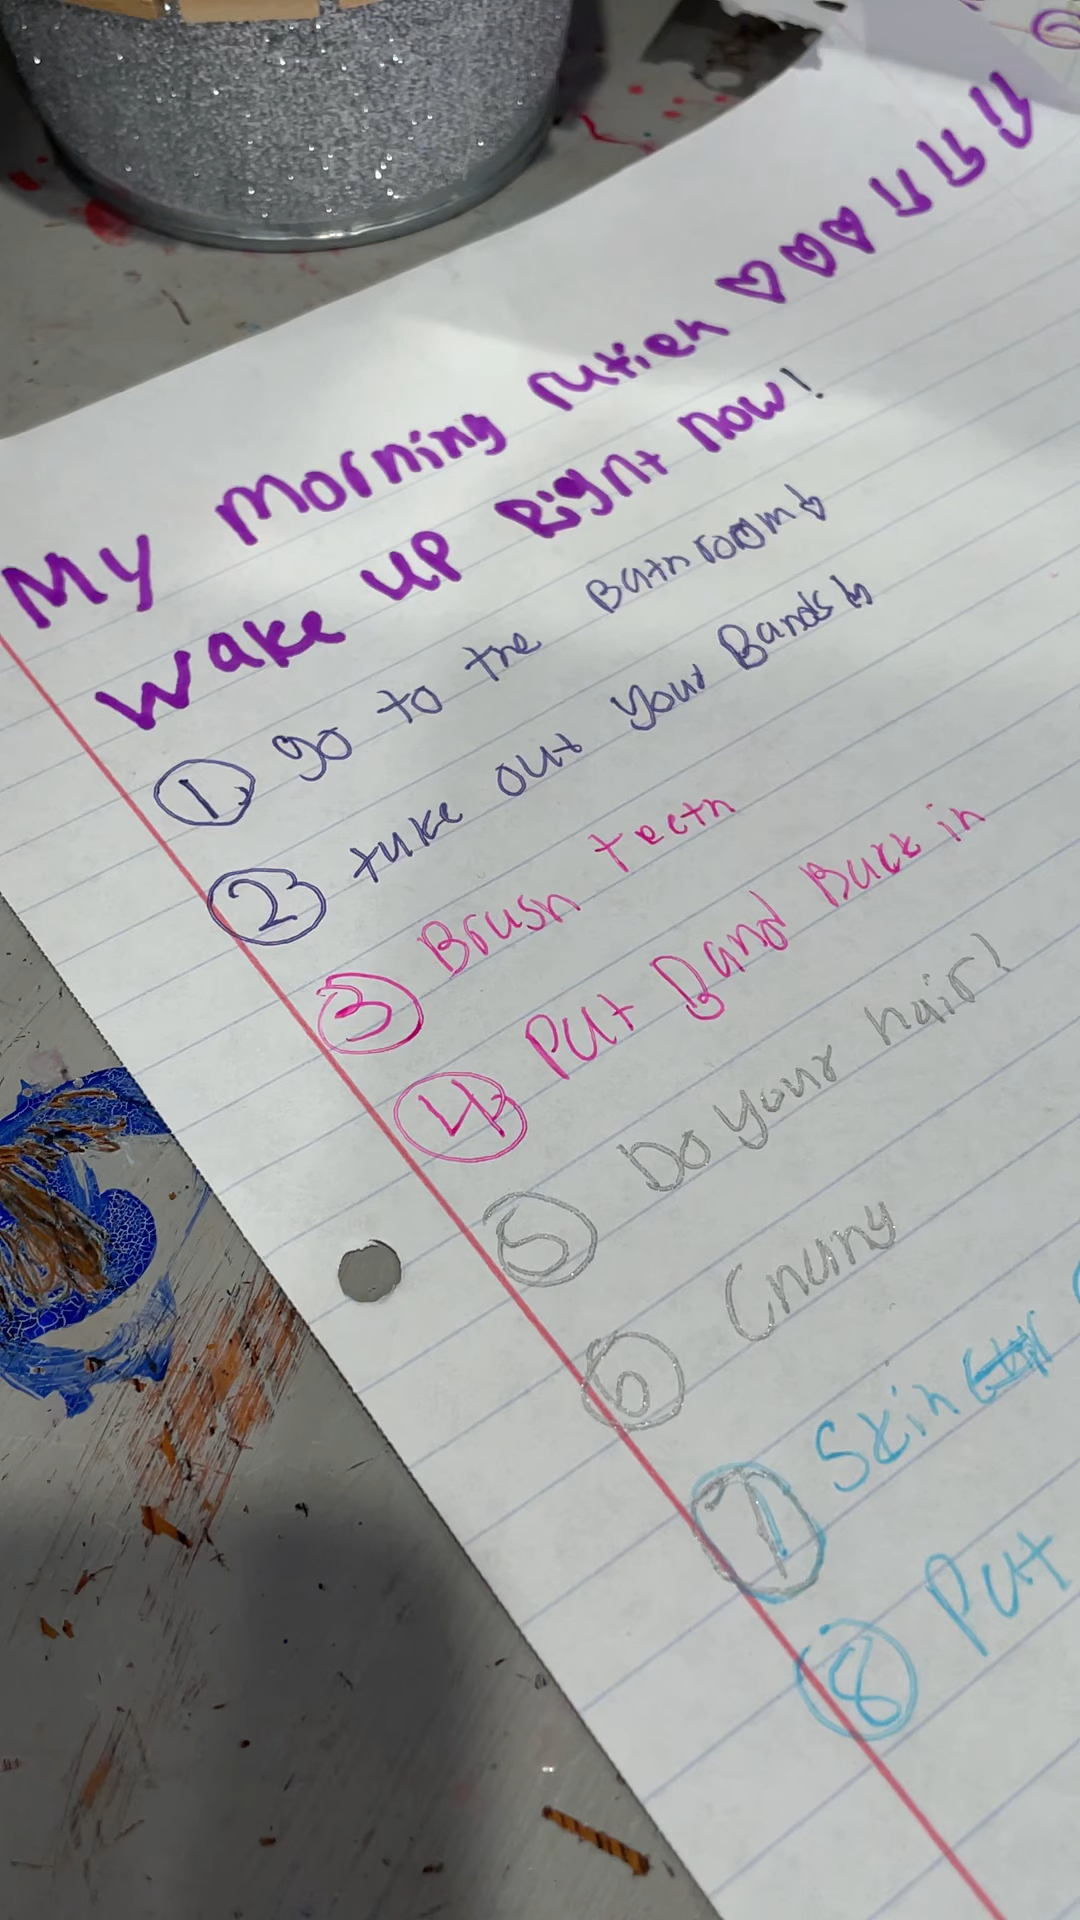 My morning rutien ♡♡♡ !! !! !! !!
wake up Right now!
1 go to the Bathroom ♡
2 take out your Bands ♡
3 Brush teeth
4 Put Band Back in
5 Do your hair!
6 Chang
7 Skin
8 Put